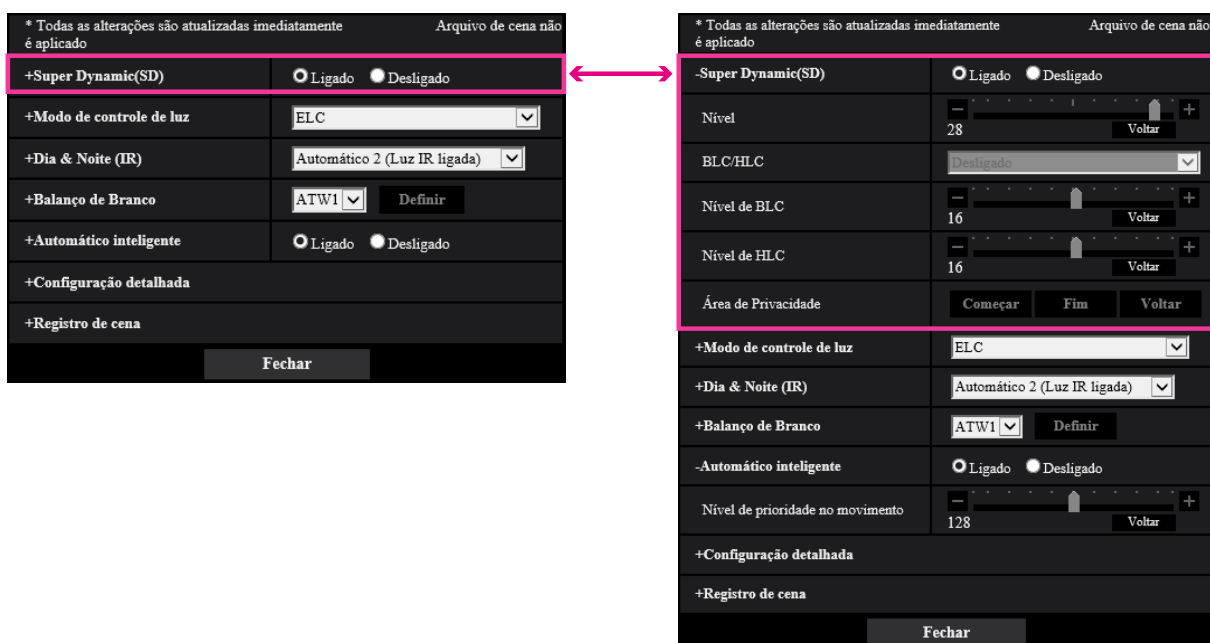 * Todas as alterações são atualizadas imediatamente Arquivo de cena não
é aplicado
+Super Dynamic(SD) Ligado Desligado
+Modo de controle de luz ELC
+Dia & Noite (IR) Automático 2 (Luz IR ligada)
+Balanço de Branco ATW1 Definir
+Automático inteligente Ligado Desligado
+Configuração detalhada
+Registro de cena
Fechar
* Todas as alterações são atualizadas imediatamente Arquivo de cena não
é aplicado
-Super Dynamic(SD) Ligado Desligado
Nível
28 Voltar
BLC/HLC Desligado
Nível de BLC
16 Voltar
Nível de HLC
16 Voltar
Área de Privacidade Começar Fim Voltar
+Modo de controle de luz ELC
+Dia & Noite (IR) Automático 2 (Luz IR ligada)
+Balanço de Branco ATW1 Definir
-Automático inteligente Ligado Desligado
Nível de prioridade no movimento
128 Voltar
+Configuração detalhada
+Registro de cena
Fechar